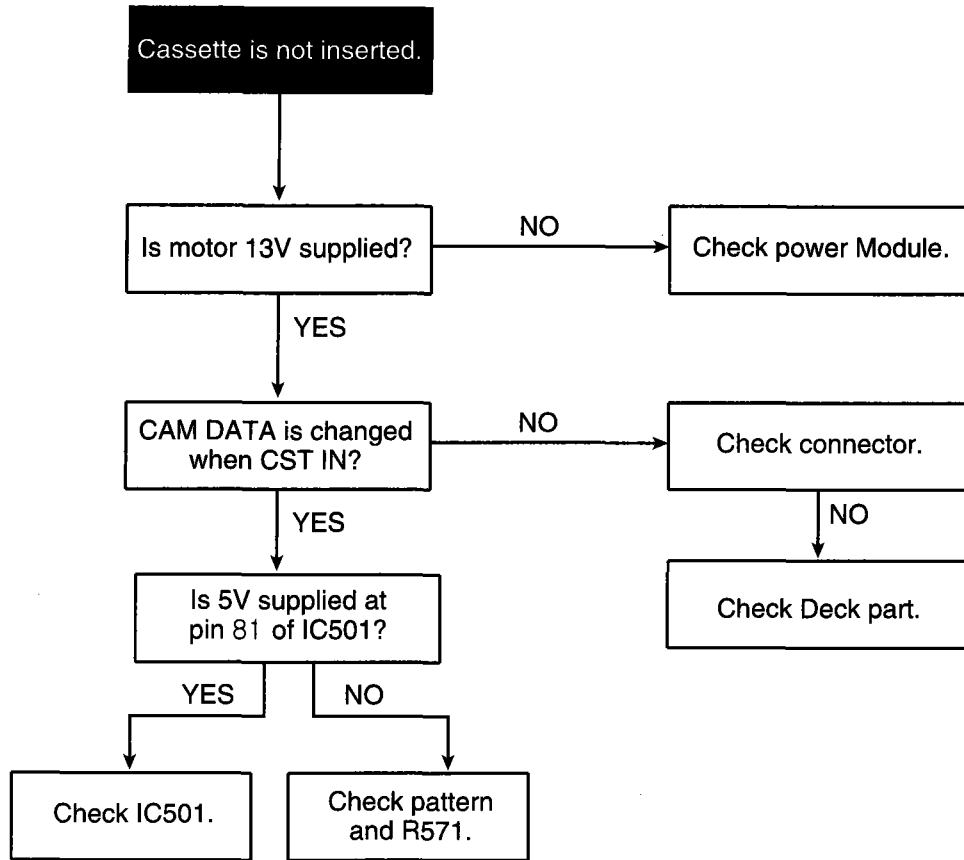 Cassette is not inserted.
Is motor 13V supplied?
NO
Check power Module.
YES
CAM DATA is changed
when CST IN?
NO
Check connector.
YES
NO
Is 5V supplied at
pin 81 of IC501?
Check Deck part.
YES
NO
Check IC501.
Check pattern
and R571.